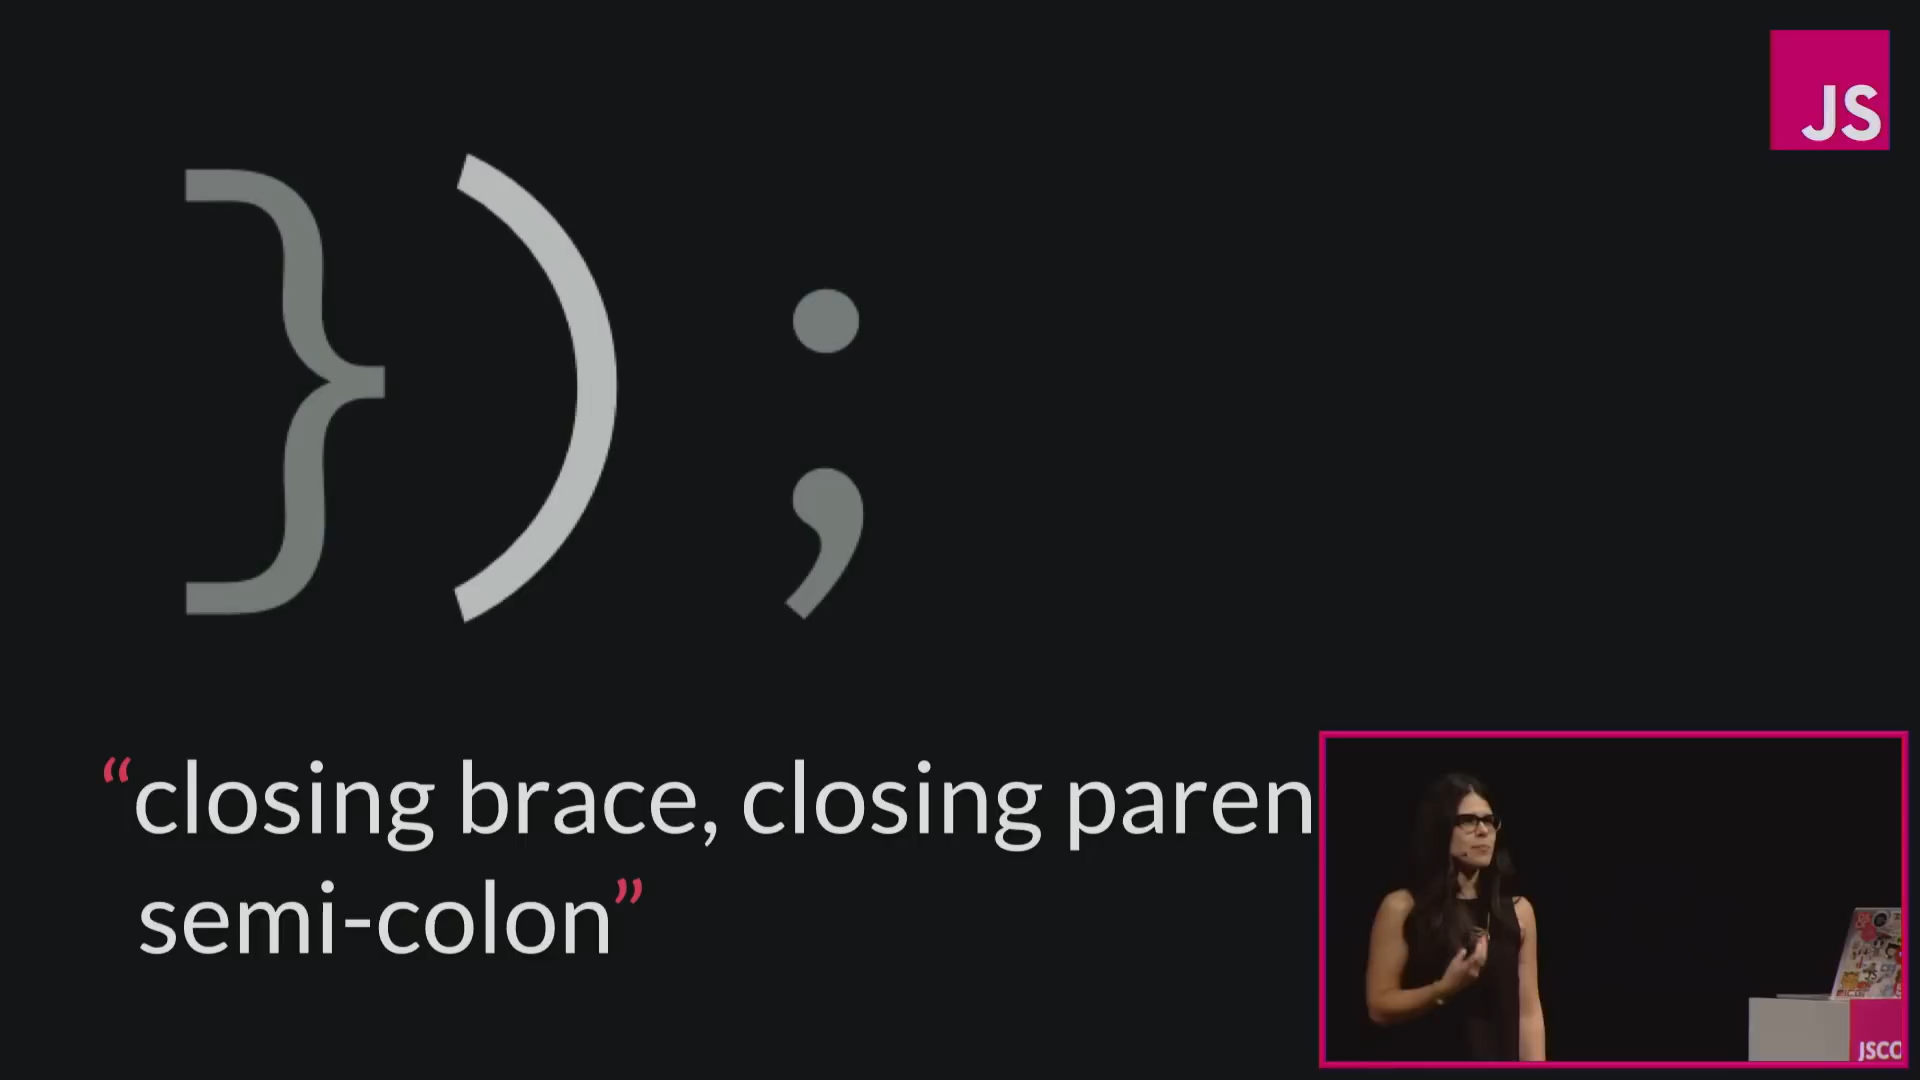 JS
});
“closing brace, closing paren
semi-colon”
JSCO